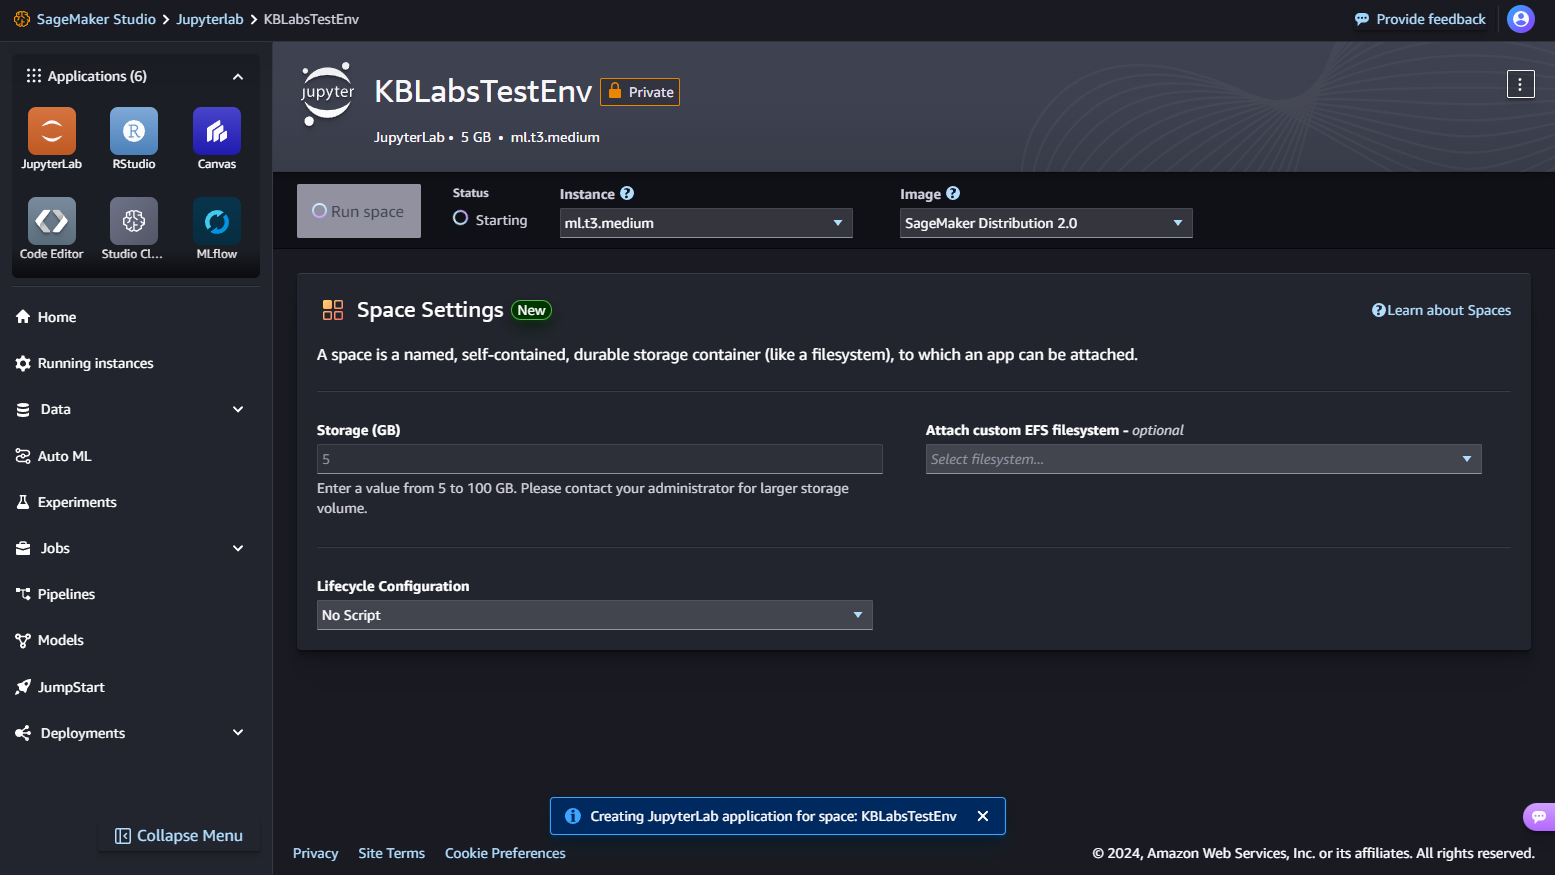 SageMaker Studio > Jupyterlab > KBLabsTestEnv
Provide feedback
Applications (6)
JupyterLab
R
RStudio
Canvas
Code Editor
Studio Cl...
MLflow
Home
Running instances
Data
Auto ML
Experiments
Jobs
Pipelines
Models
JumpStart
Deployments
Collapse Menu
jupyter
KBLabsTestEnv
Private
JupyterLab • 5 GB • ml.t3.medium
Run space
Status
Starting
Instance ?
ml.t3.medium
Image ?
SageMaker Distribution 2.0
Space Settings New
?Learn about Spaces
A space is a named, self-contained, durable storage container (like a filesystem), to which an app can be attached.
Storage (GB)
5
Enter a value from 5 to 100 GB. Please contact your administrator for larger storage
volume.
Attach custom EFS filesystem - optional
Select filesystem...
Lifecycle Configuration
No Script
Creating JupyterLab application for space: KBLabsTestEnv
Privacy
Site Terms
Cookie Preferences
© 2024, Amazon Web Services, Inc. or its affiliates. All rights reserved.